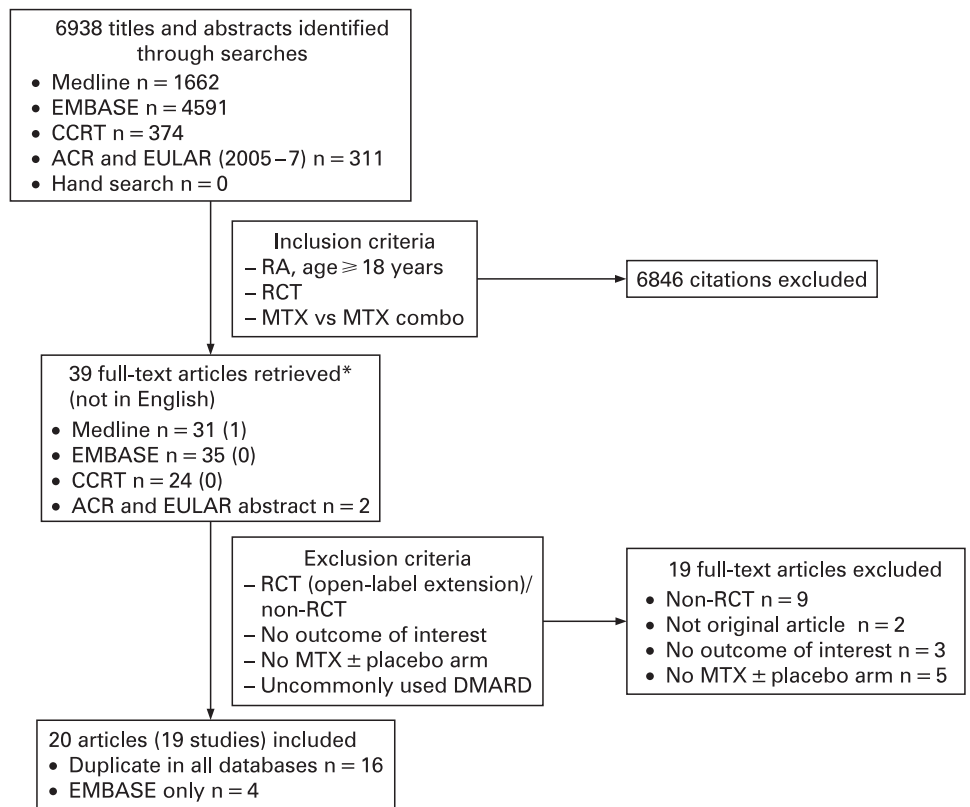 6938 titles and abstracts identified
through searches
• Medline n = 1662
• EMBASE n = 4591
• CCRT n = 374
• ACR and EULAR (2005–7) n = 311
• Hand search n = 0
Inclusion criteria
– RA, age ⩾ 18 years
– RCT
– MTX vs MTX combo
6846 citations excluded
39 full-text articles retrieved*
(not in English)
• Medline n = 31 (1)
• EMBASE n = 35 (0)
• CCRT n = 24 (0)
• ACR and EULAR abstract n = 2
Exclusion criteria
– RCT (open-label extension)/
non-RCT
– No outcome of interest
– No MTX ± placebo arm
– Uncommonly used DMARD
19 full-text articles excluded
• Non-RCT n = 9
• Not original article n = 2
• No outcome of interest n = 3
• No MTX ± placebo arm n = 5
20 articles (19 studies) included
• Duplicate in all databases n = 16
• EMBASE only n = 4